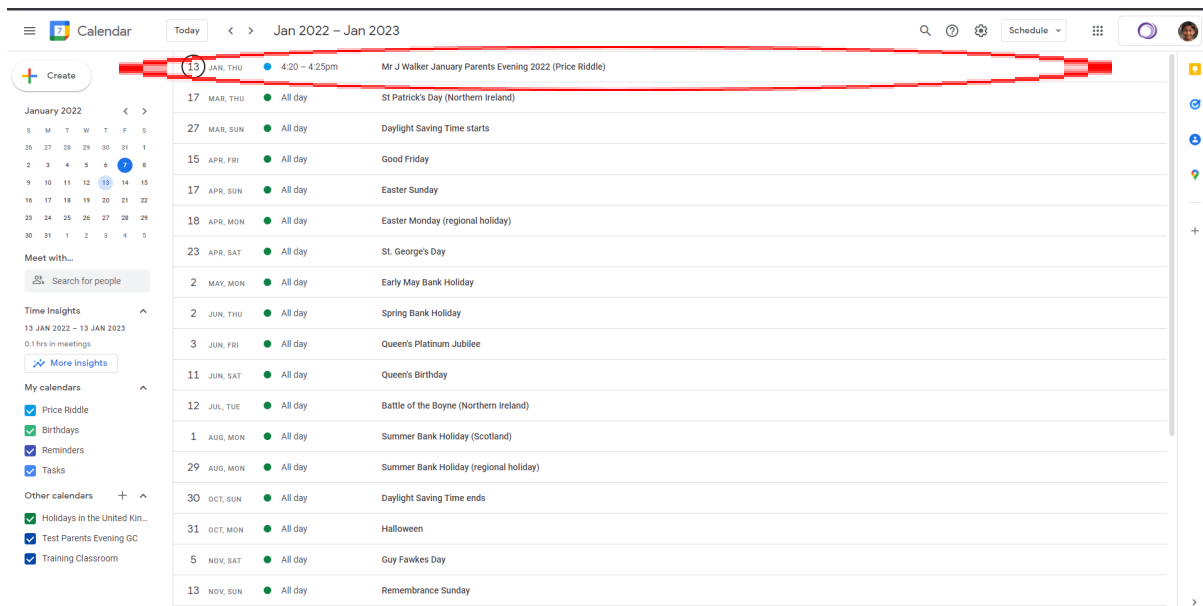 7 Calendar Today Jan 2022 – Jan 2023 Schedule
Create
January 2022
S M T W T F S
26 27 28 29 30 31 1
2 3 4 5 6 7 8
9 10 11 12 13 14 15
16 17 18 19 20 21 22
23 24 25 26 27 28 29
30 31 1 2 3 4 5
Meet with...
Search for people
Time Insights
13 JAN 2022 – 13 JAN 2023
0.1 hrs in meetings
More insights
My calendars
Price Riddle
Birthdays
Reminders
Tasks
Other calendars
Holidays in the United Kin...
Test Parents Evening GC
Training Classroom
13 JAN, THU 4:20 – 4:25pm Mr J Walker January Parents Evening 2022 (Price Riddle)
17 MAR, THU All day St Patrick's Day (Northern Ireland)
27 MAR, SUN All day Daylight Saving Time starts
15 APR, FRI All day Good Friday
17 APR, SUN All day Easter Sunday
18 APR, MON All day Easter Monday (regional holiday)
23 APR, SAT All day St. George's Day
2 MAY, MON All day Early May Bank Holiday
2 JUN, THU All day Spring Bank Holiday
3 JUN, FRI All day Queen's Platinum Jubilee
11 JUN, SAT All day Queen's Birthday
12 JUL, TUE All day Battle of the Boyne (Northern Ireland)
1 AUG, MON All day Summer Bank Holiday (Scotland)
29 AUG, MON All day Summer Bank Holiday (regional holiday)
30 OCT, SUN All day Daylight Saving Time ends
31 OCT, MON All day Halloween
5 NOV, SAT All day Guy Fawkes Day
13 NOV, SUN All day Remembrance Sunday